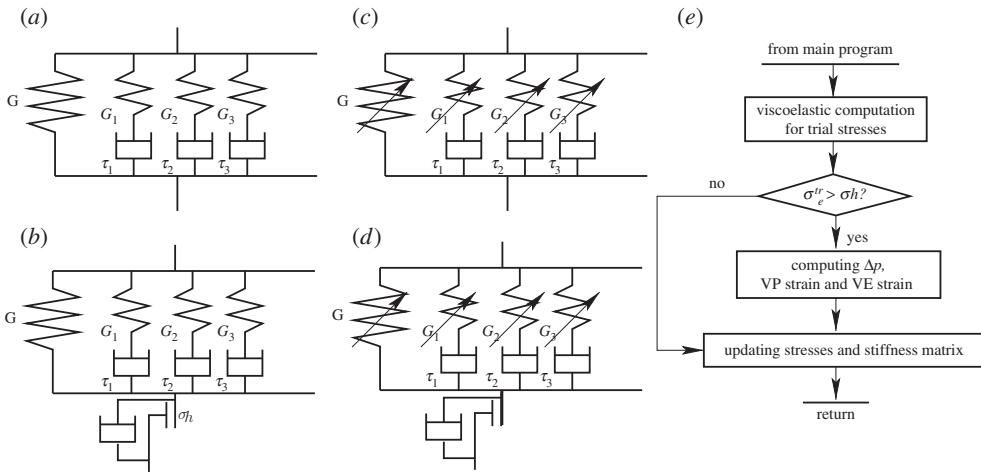 (a)
G
G1
G2
G3
τ1
τ2
τ3
(b)
G
G1
G2
G3
τ1
τ2
τ3
σh
(c)
G
G1
G2
G3
τ1
τ2
τ3
(d)
G
G1
G2
G3
τ1
τ2
τ3
(e)
from main program
viscoelastic computation
for trial stresses
no
σ_e^tr > σh?
yes
computing Δp,
VP strain and VE strain
updating stresses and stiffness matrix
return